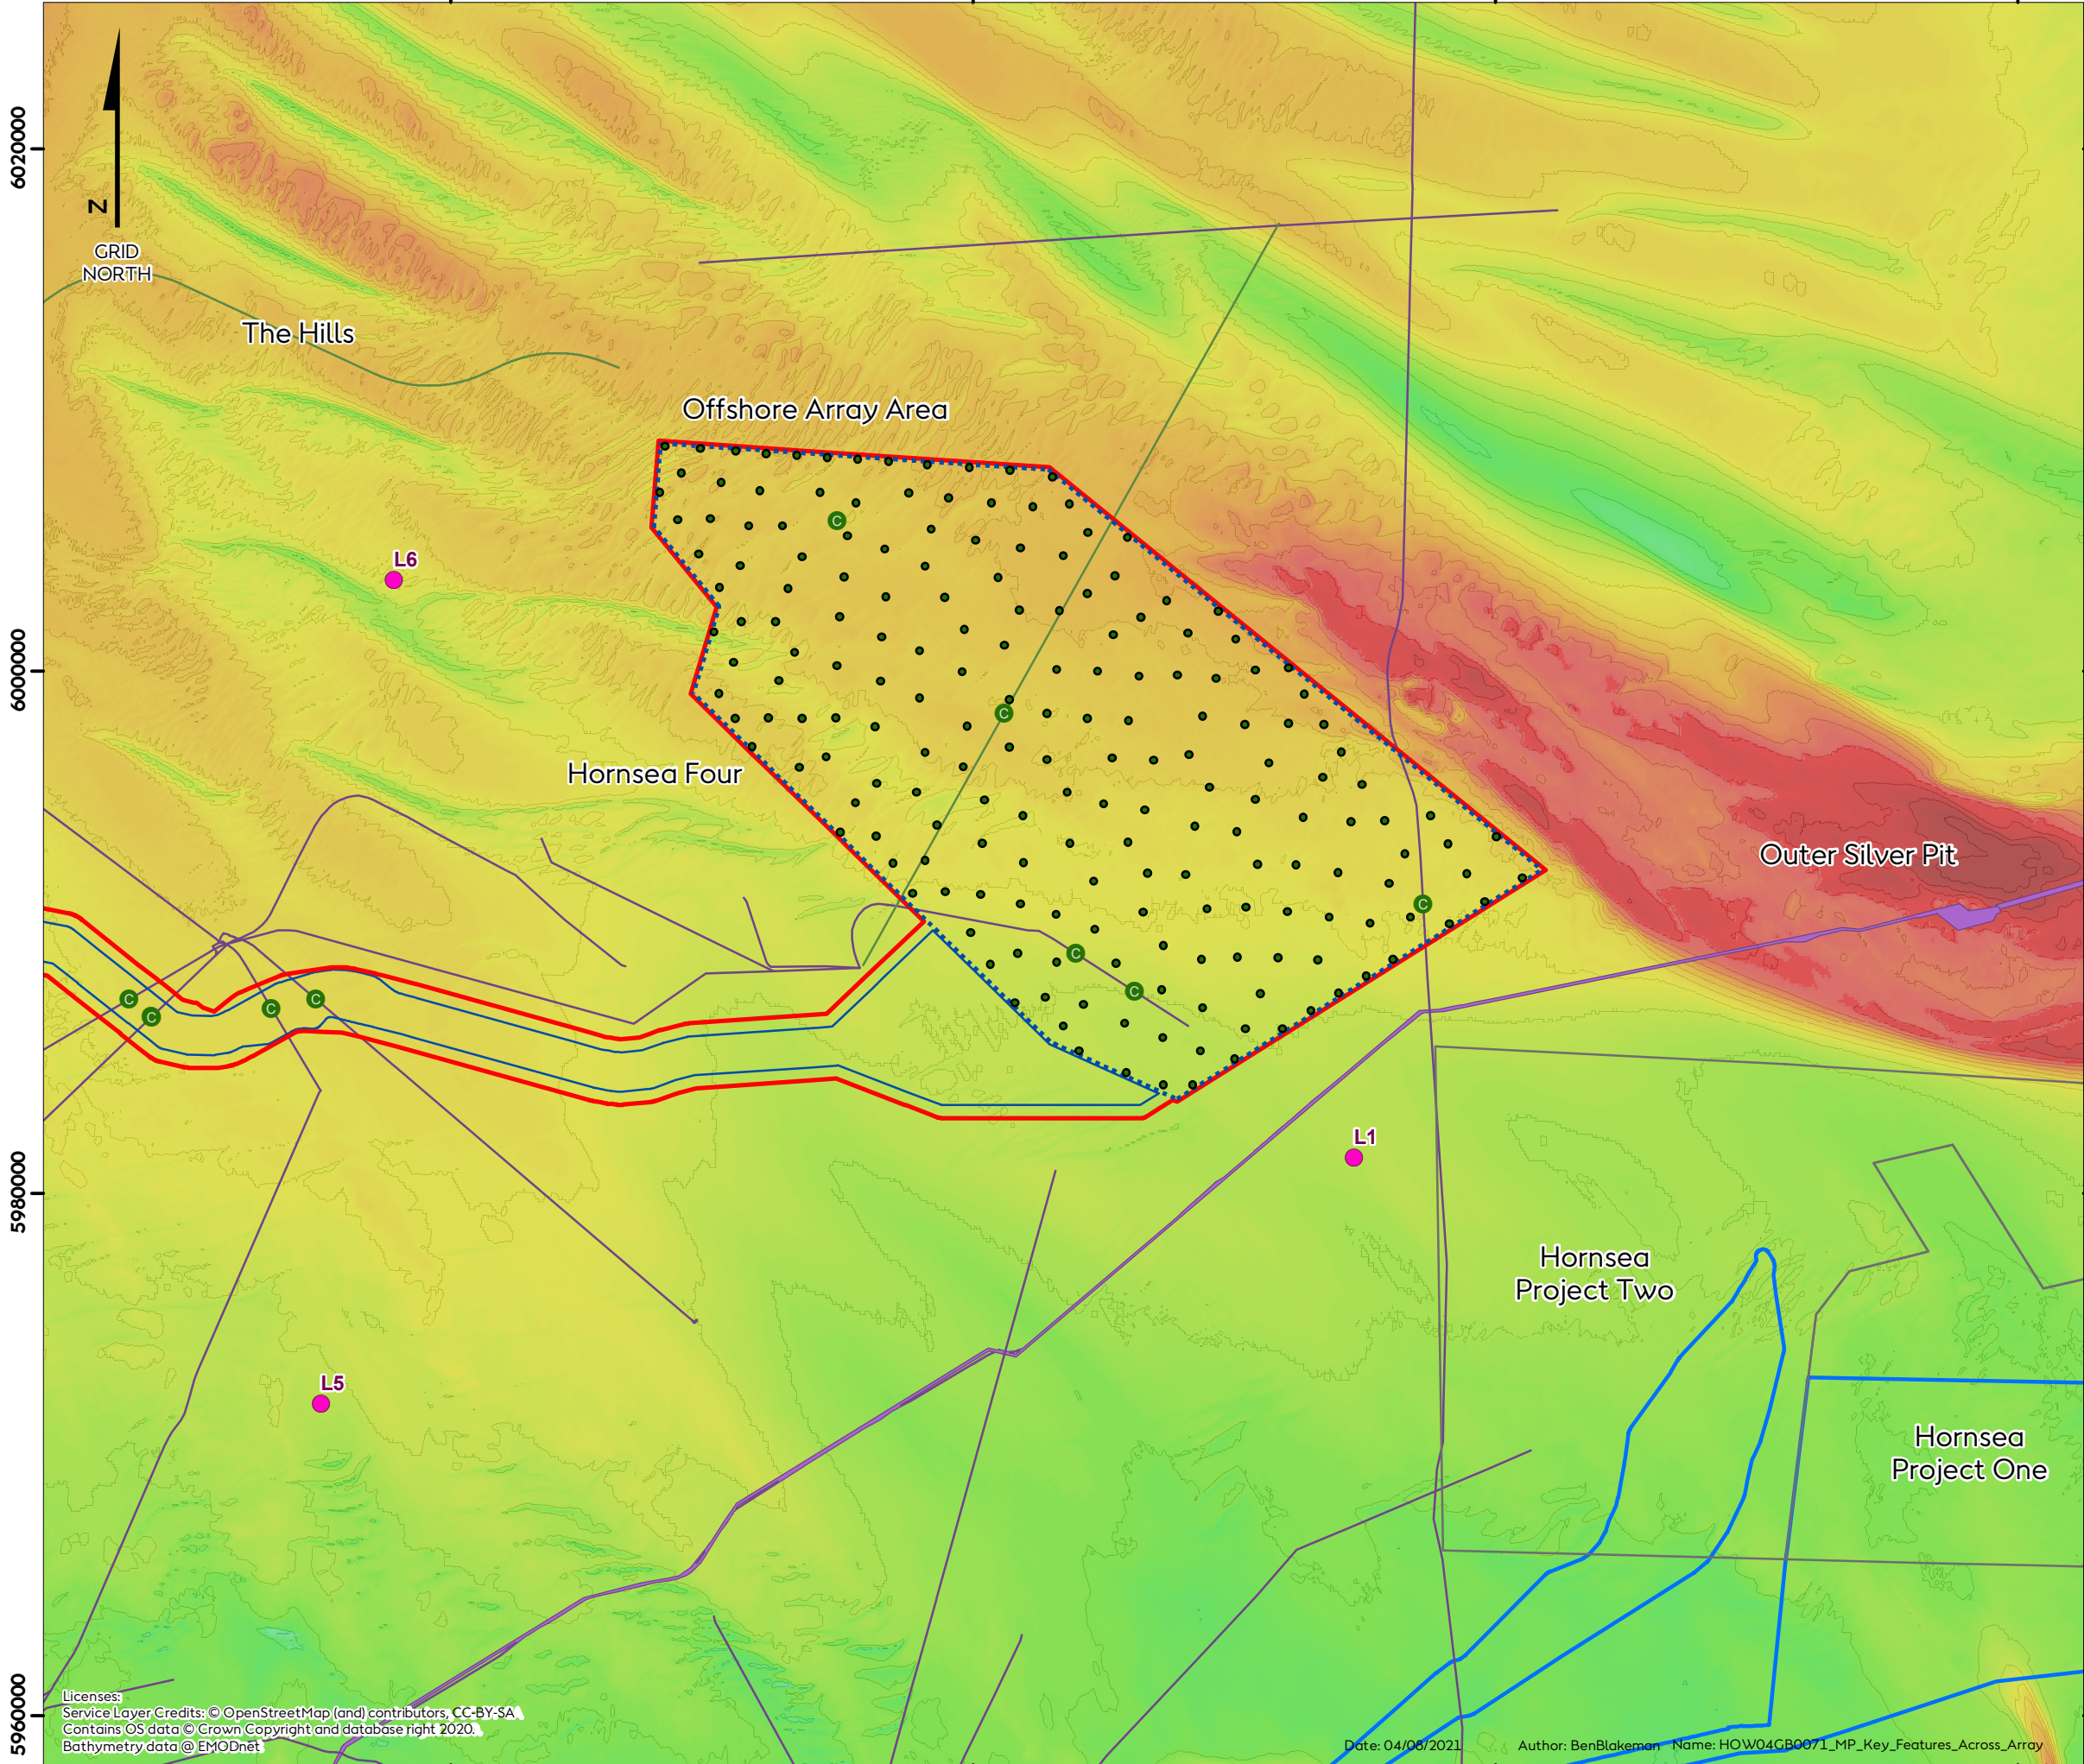 6020000
N
GRID
NORTH
The Hills
Offshore Array Area
L6
6000000
Hornsea Four
C
C
Outer Silver Pit
C
C
C
C
C
C
C
L1
5980000
Hornsea
Project Two
L5
Hornsea
Project One
5960000
Licenses:
Service Layer Credits: © OpenStreetMap (and) contributors, CC-BY-SA
Contains OS data © Crown Copyright and database right 2020.
Bathymetry data @ EMODnet
Date: 04/08/2021 Author: BenBlakeman Name: HOW04GB0071_MP_Key_Features_Across_Array